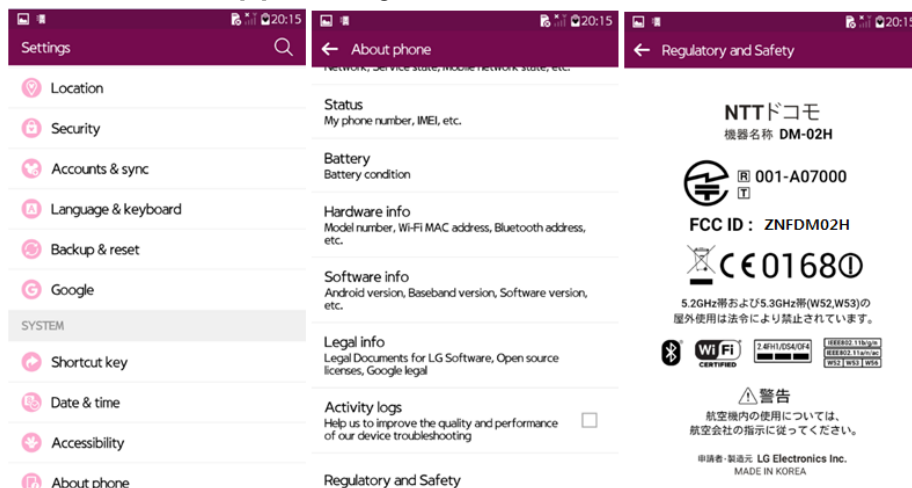 20:15
Settings
Location
Security
Accounts & sync
Language & keyboard
Backup & reset
Google
SYSTEM
Shortcut key
Date & time
Accessibility
About phone
20:15
About phone
Network, Service state, Mobile network state, etc.
Status
My phone number, IMEI, etc.
Battery
Battery condition
Hardware info
Model number, Wi-Fi MAC address, Bluetooth address,
etc.
Software info
Android version, Baseband version, Software version,
etc.
Legal info
Legal Documents for LG Software, Open source
licenses, Google legal
Activity logs
Help us to improve the quality and performance
of our device troubleshooting
Regulatory and Safety
20:15
Regulatory and Safety
NTTドコモ
機器名称 DM-02H
R 001-A07000
T
FCC ID : ZNFDM02H
CE0168
5.2GHz帯および5.3GHz帯(W52,W53)の
屋外使用は法令により禁止されています。
Wi Fi
CERTIFIED
2.4FH1/DS4/OF4
IEEE802.11b/g/n
IEEE802.11a/n/ac
W52 W53 W56
警告
航空機内の使用については、
航空会社の指示に従ってください。
申請者・製造元 LG Electronics Inc.
MADE IN KOREA